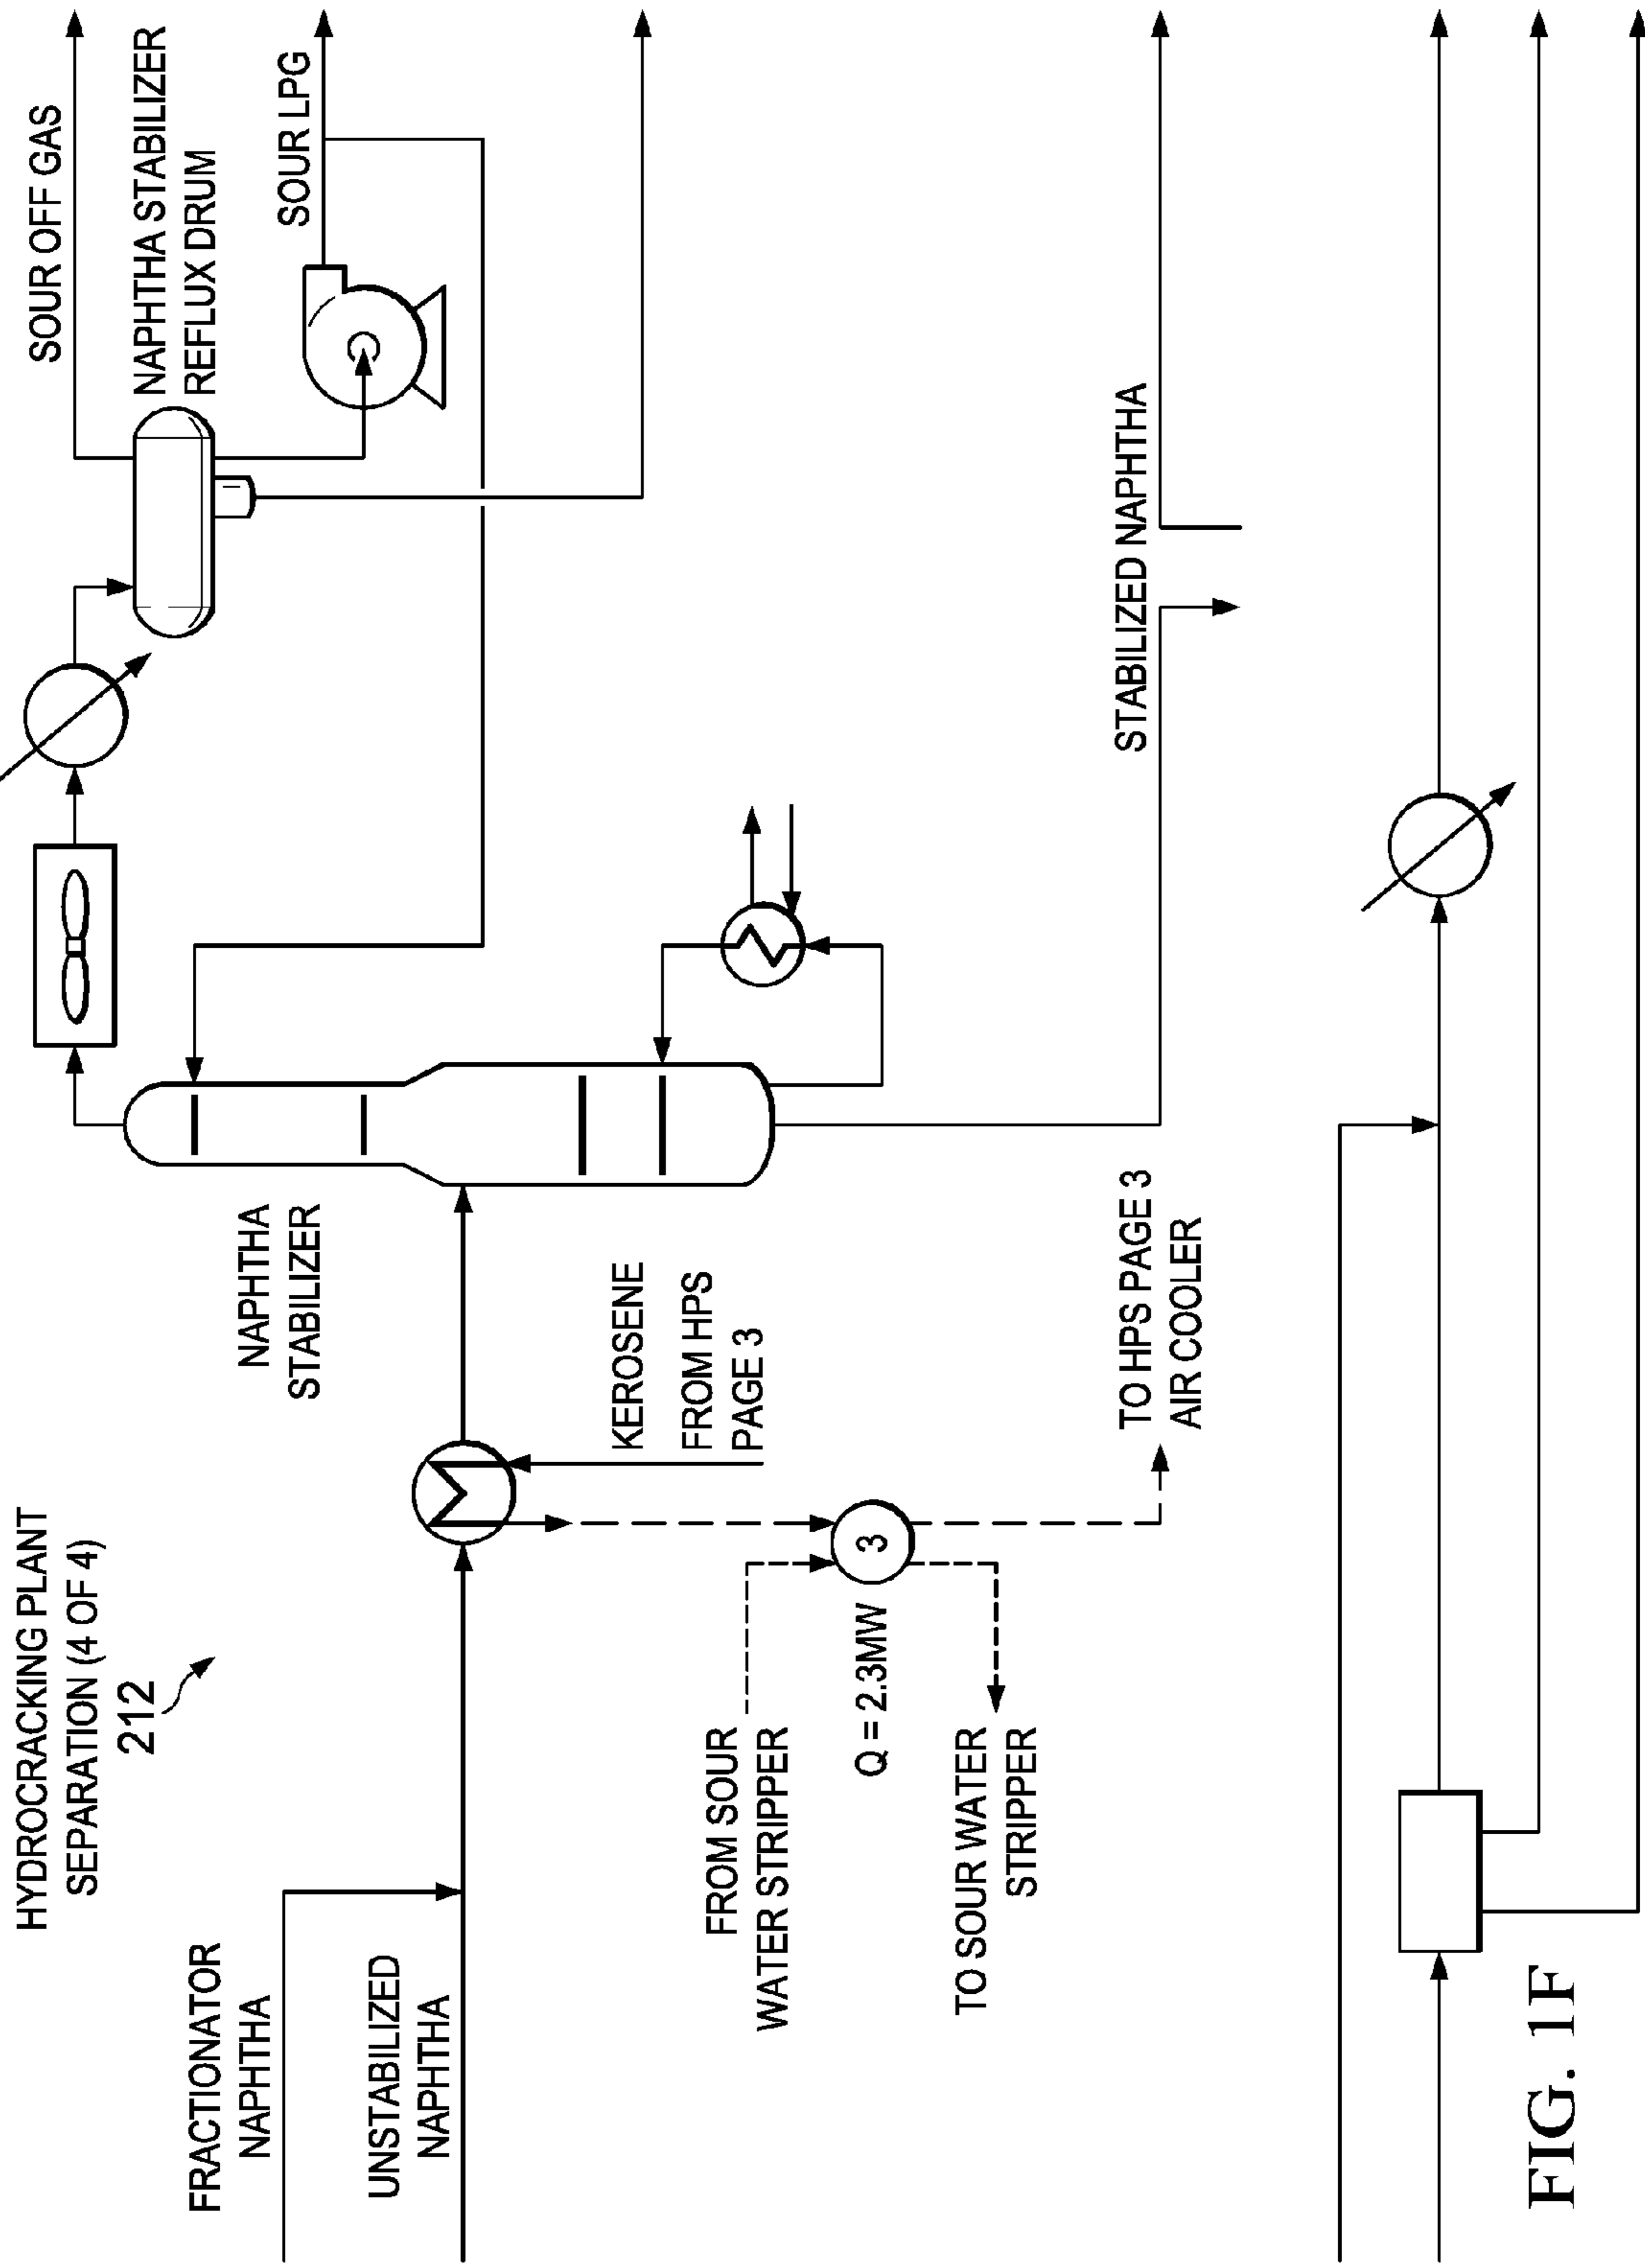 HYDROCRACKING PLANT
SEPARATION (4 OF 4)
212
FRACTIONATOR
NAPHTHA
UNSTABILIZED
NAPHTHA
NAPHTHA
STABILIZER
SOUR OFF GAS
NAPHTHA STABILIZER
REFLUX DRUM
SOUR LPG
KEROSENE
FROM HPS
PAGE 3
FROM SOUR
WATER STRIPPER
3
Q = 2.3MW
TO SOUR WATER
STRIPPER
TO HPS PAGE 3
AIR COOLER
STABILIZED NAPHTHA
FIG. 1F